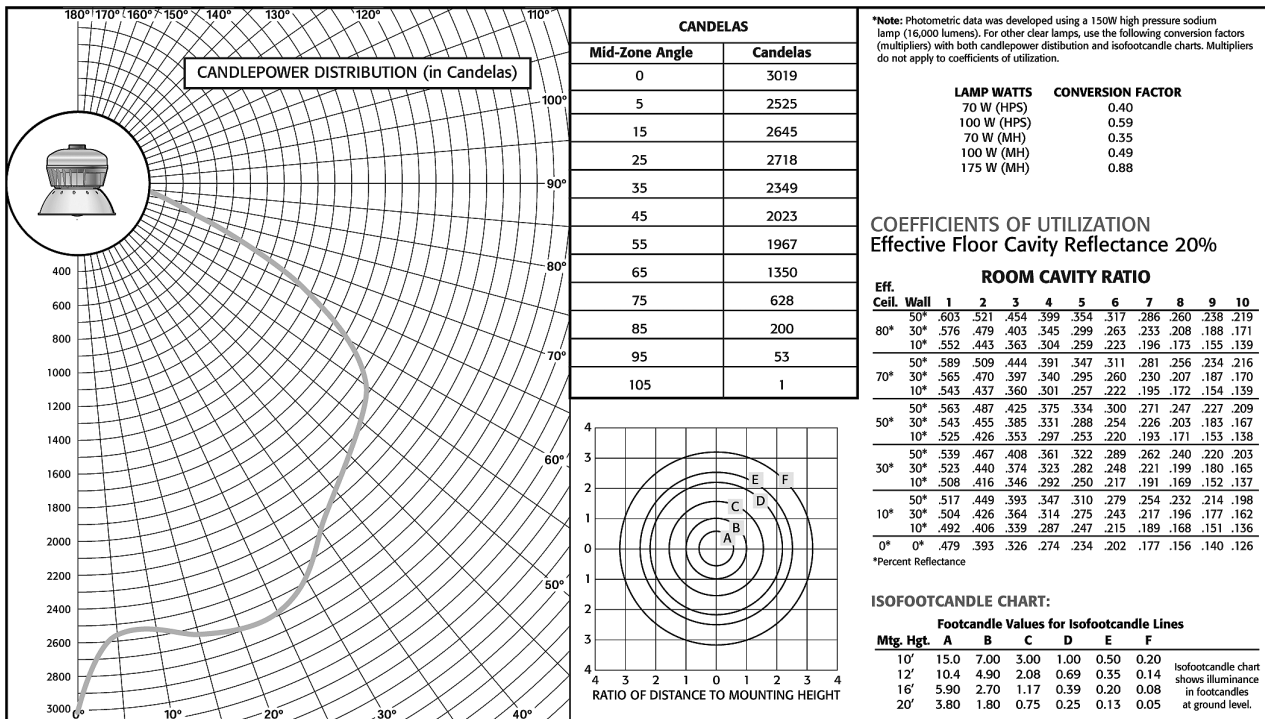 180° 170° 160° 150° 140° 130° 120° 110°
CANDLEPOWER DISTRIBUTION (in Candelas)
100°
90°
80°
70°
60°
50°
400
600
800
1000
1200
1400
1600
1800
2000
2200
2400
2600
2800
3000
0° 10° 20° 30° 40°
CANDELAS
Mid-Zone Angle Candelas
0 3019
5 2525
15 2645
25 2718
35 2349
45 2023
55 1967
65 1350
75 628
85 200
95 53
105 1
4
3
2
1
0
1
2
3
4
A
B
C
D
E
F
4 3 2 1 0 1 2 3 4
RATIO OF DISTANCE TO MOUNTING HEIGHT
*Note: Photometric data was developed using a 150W high pressure sodium
lamp (16,000 lumens). For other clear lamps, use the following conversion factors
(multipliers) with both candlepower distibution and isofootcandle charts. Multipliers
do not apply to coefficients of utilization.
LAMP WATTS CONVERSION FACTOR
70 W (HPS) 0.40
100 W (HPS) 0.59
70 W (MH) 0.35
100 W (MH) 0.49
175 W (MH) 0.88
COEFFICIENTS OF UTILIZATION
Effective Floor Cavity Reflectance 20%
ROOM CAVITY RATIO
Eff.
Ceil. Wall 1 2 3 4 5 6 7 8 9 10
50* .603 .521 .454 .399 .354 .317 .286 .260 .238 .219
80* 30* .576 .479 .403 .345 .299 .263 .233 .208 .188 .171
10* .552 .443 .363 .304 .259 .223 .196 .173 .155 .139
50* .589 .509 .444 .391 .347 .311 .281 .256 .234 .216
70* 30* .565 .470 .397 .340 .295 .260 .230 .207 .187 .170
10* .543 .437 .360 .301 .257 .222 .195 .172 .154 .139
50* .563 .487 .425 .375 .334 .300 .271 .247 .227 .209
50* 30* .543 .455 .385 .331 .288 .254 .226 .203 .183 .167
10* .525 .426 .353 .297 .253 .220 .193 .171 .153 .138
50* .539 .467 .408 .361 .322 .289 .262 .240 .220 .203
30* 30* .523 .440 .374 .323 .282 .248 .221 .199 .180 .165
10* .508 .416 .346 .292 .250 .217 .191 .169 .152 .137
50* .517 .449 .393 .347 .310 .279 .254 .232 .214 .198
10* 30* .504 .426 .364 .314 .275 .243 .217 .196 .177 .162
10* .492 .406 .339 .287 .247 .215 .189 .168 .151 .136
0* 0* .479 .393 .326 .274 .234 .202 .177 .156 .140 .126
*Percent Reflectance
ISOFOOTCANDLE CHART:
Footcandle Values for Isofootcandle Lines
Mtg. Hgt. A B C D E F
10′ 15.0 7.00 3.00 1.00 0.50 0.20
12′ 10.4 4.90 2.08 0.69 0.35 0.14
16′ 5.90 2.70 1.17 0.39 0.20 0.08
20′ 3.80 1.80 0.75 0.25 0.13 0.05
Isofootcandle chart
shows illuminance
in footcandles
at ground level.